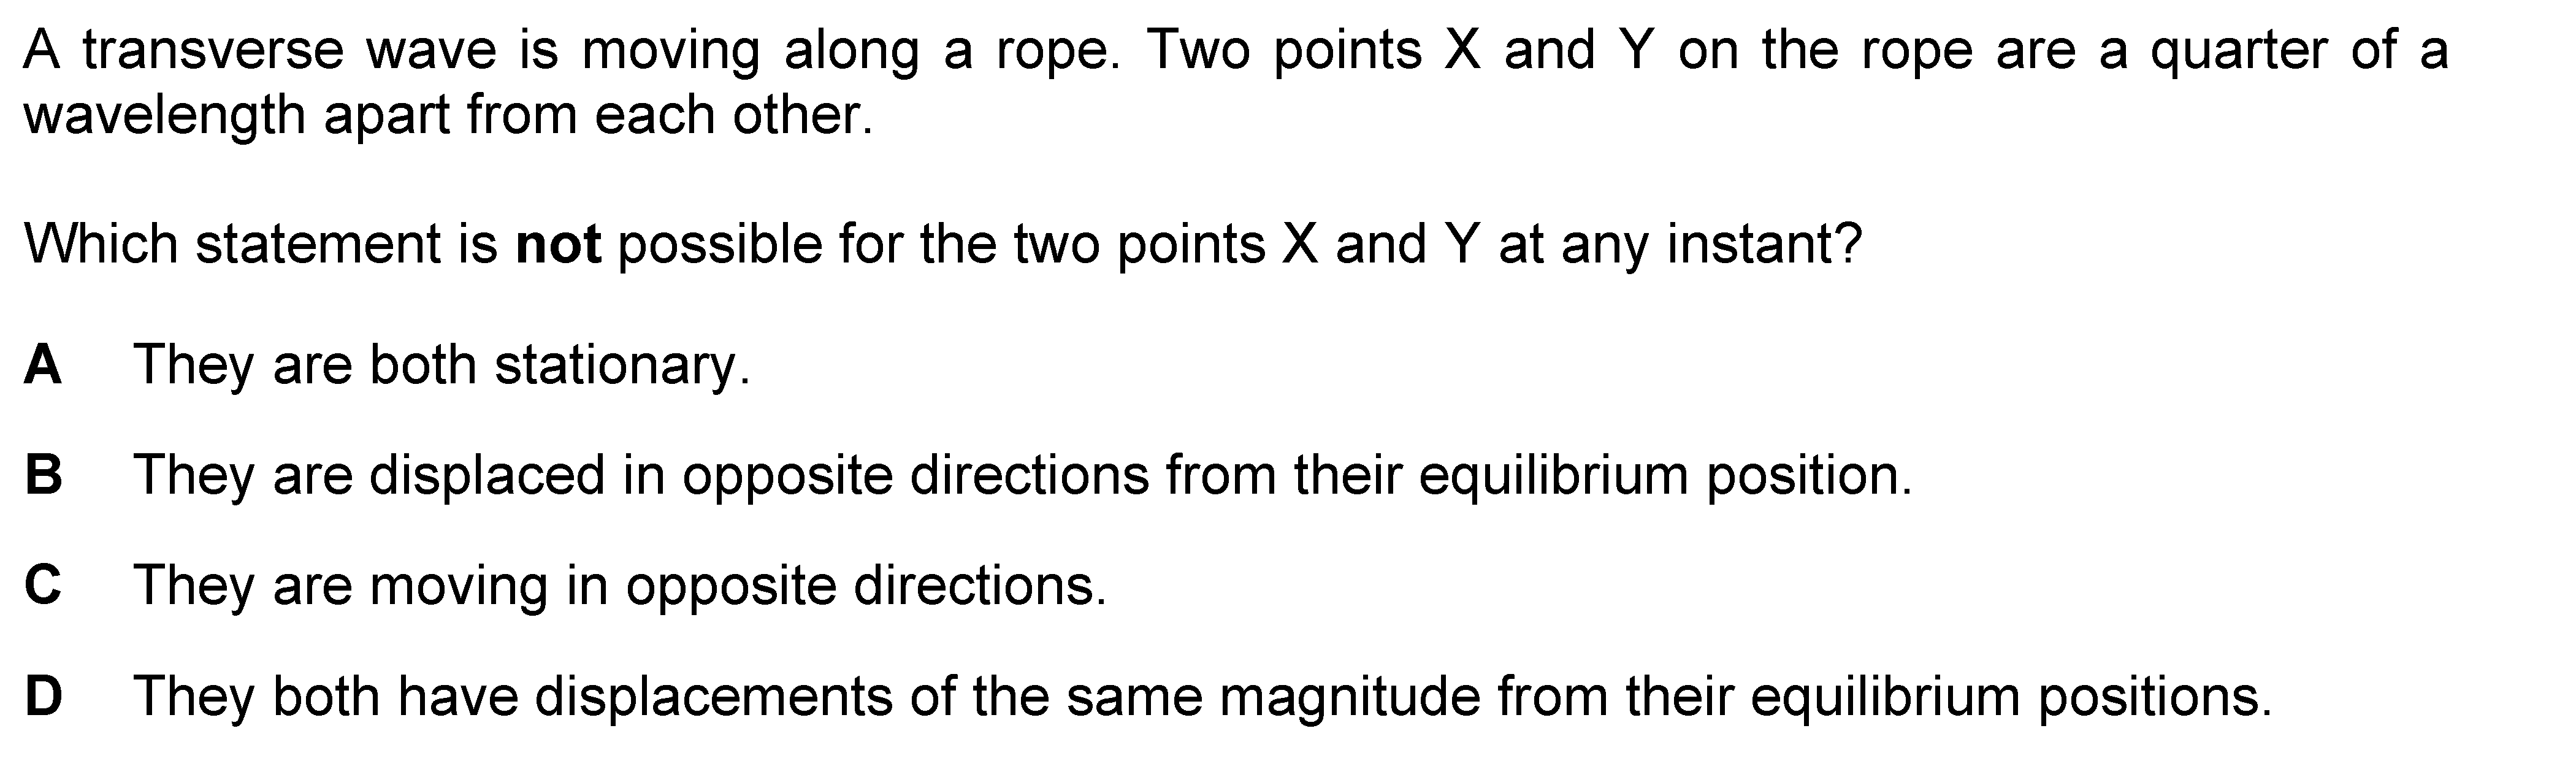 A transverse wave is moving along a rope. Two points X and Y on the rope are a quarter of a
wavelength apart from each other.
Which statement is not possible for the two points X and Y at any instant?
A They are both stationary.
B They are displaced in opposite directions from their equilibrium position.
C They are moving in opposite directions.
D They both have displacements of the same magnitude from their equilibrium positions.